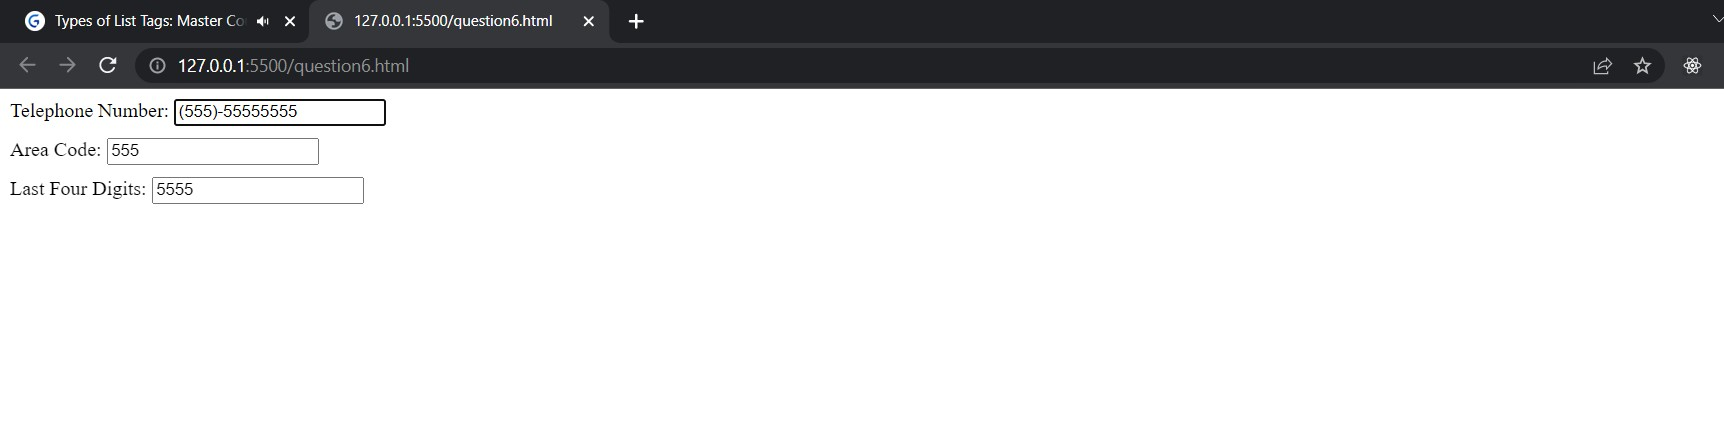 Types of List Tags: Master Co
127.0.0.1:5500/question6.html
127.0.0.1:5500/question6.html
Telephone Number: (555)-55555555
Area Code: 555
Last Four Digits: 5555